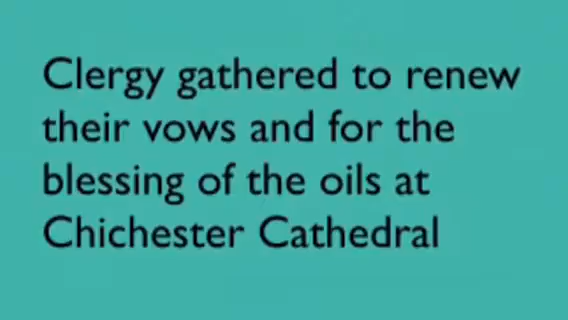 Clergy gathered to renew
their vows and for the
blessing of the oils at
Chichester Cathedral